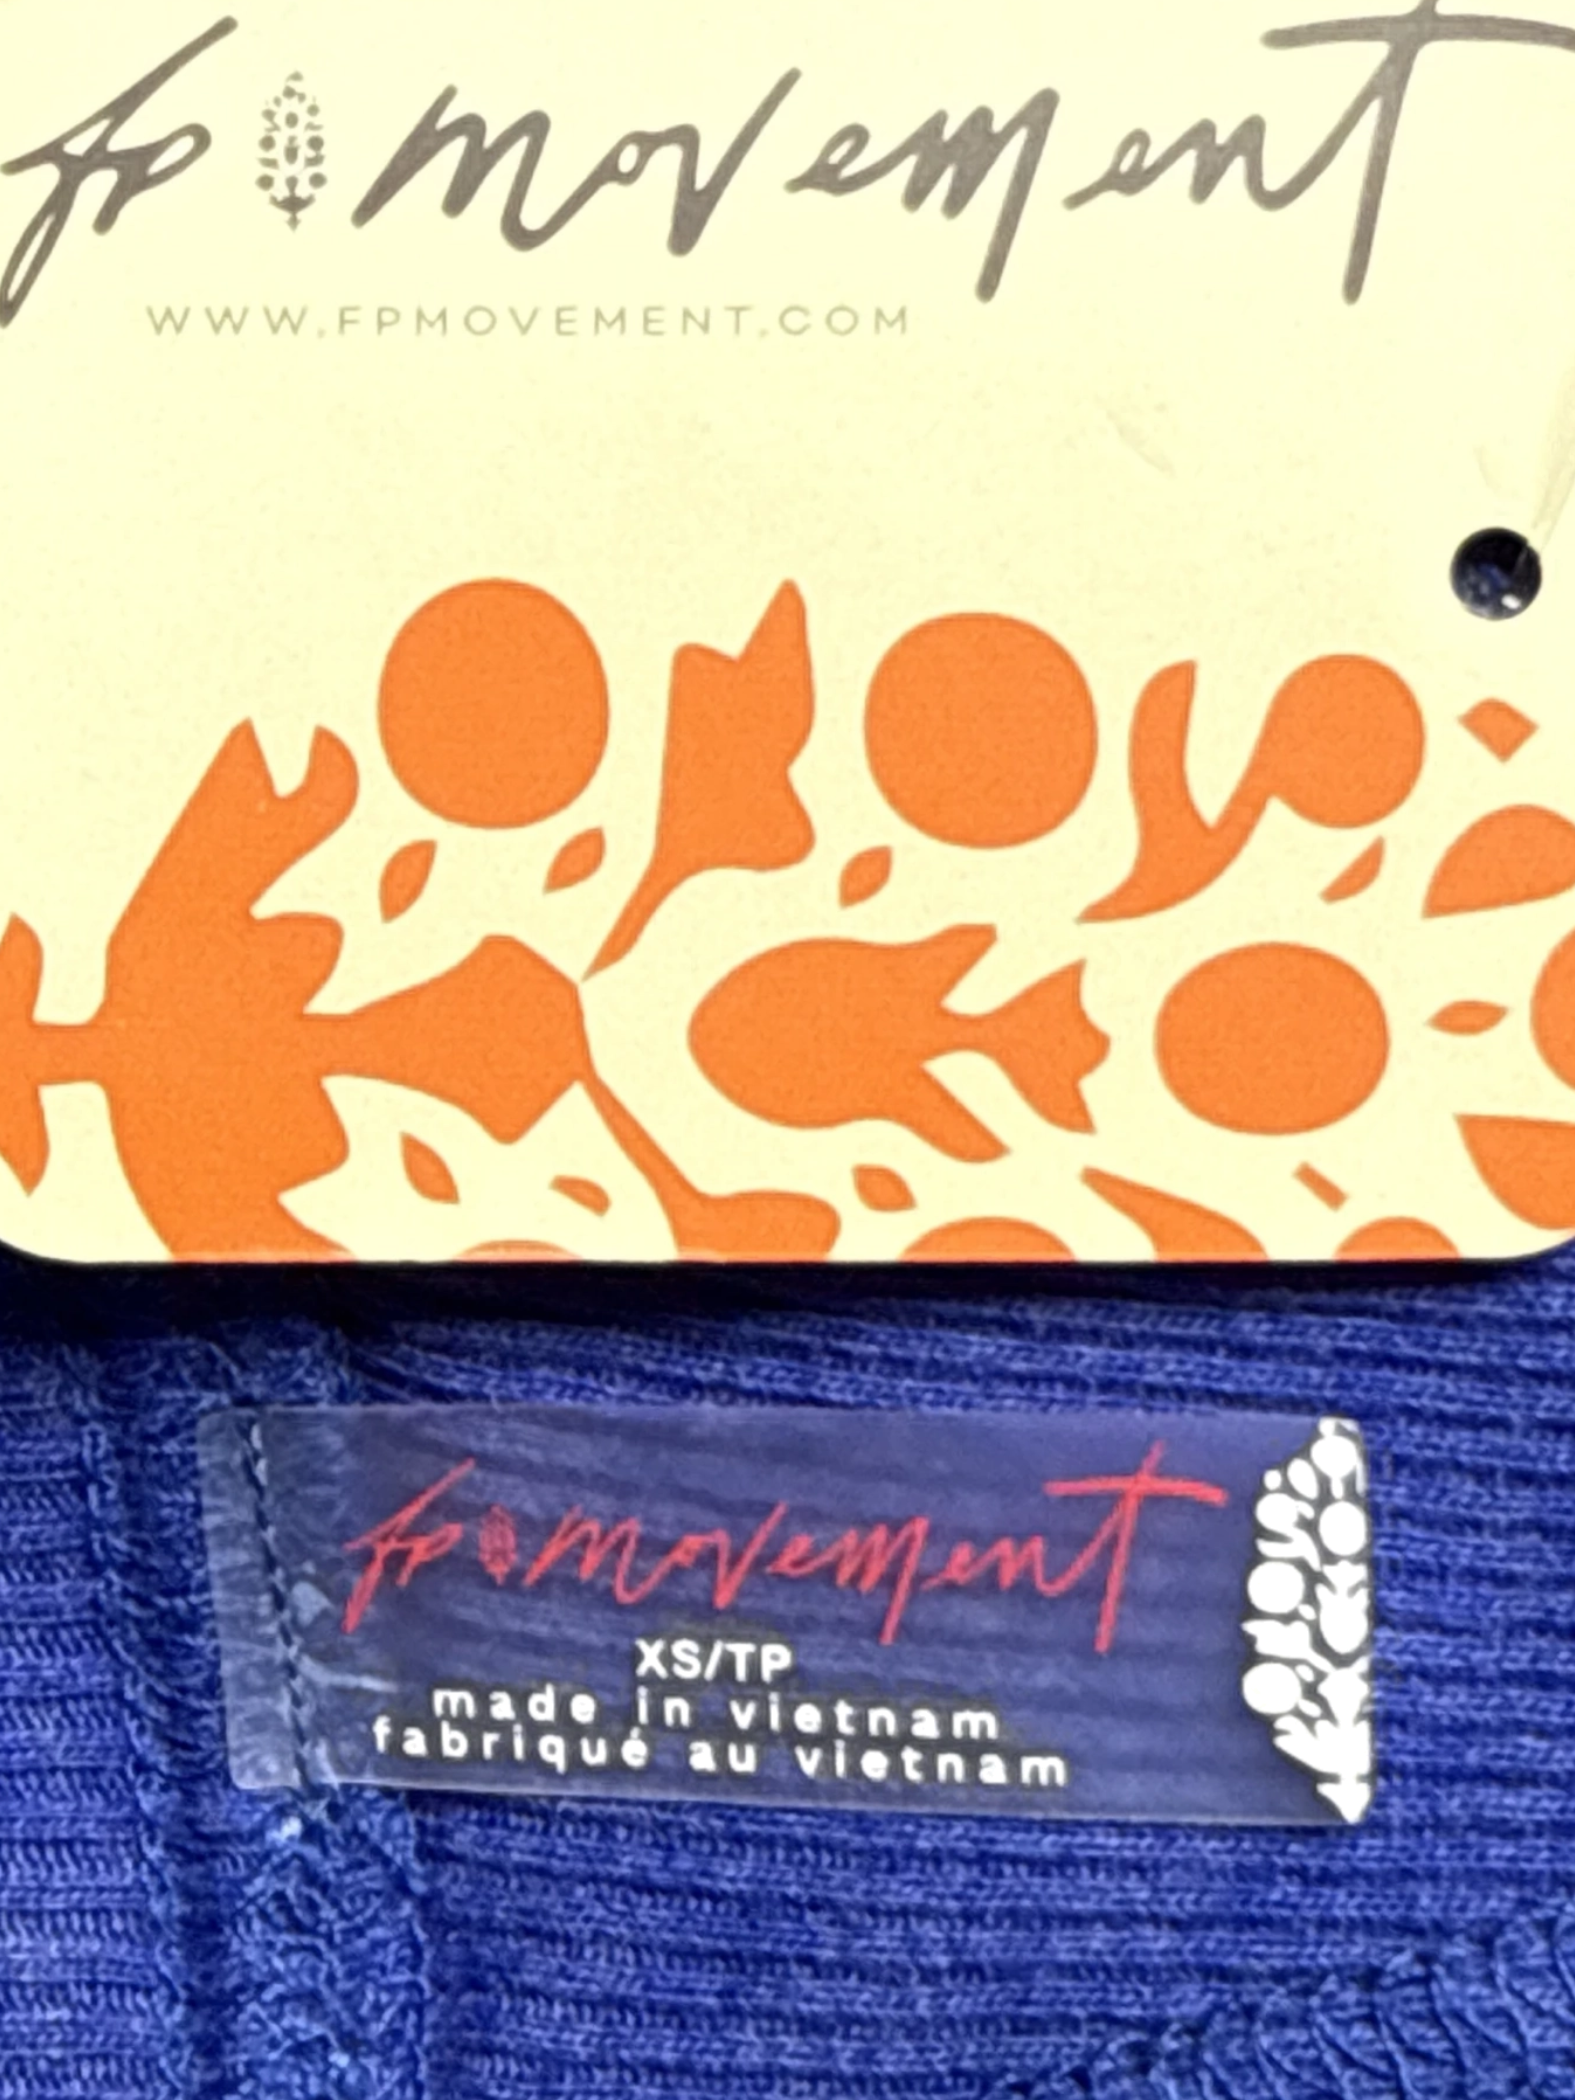 fp movement
WWW.FPMOVEMENT.COM
fp movement
XS/TP
made in vietnam
fabriqué au vietnam